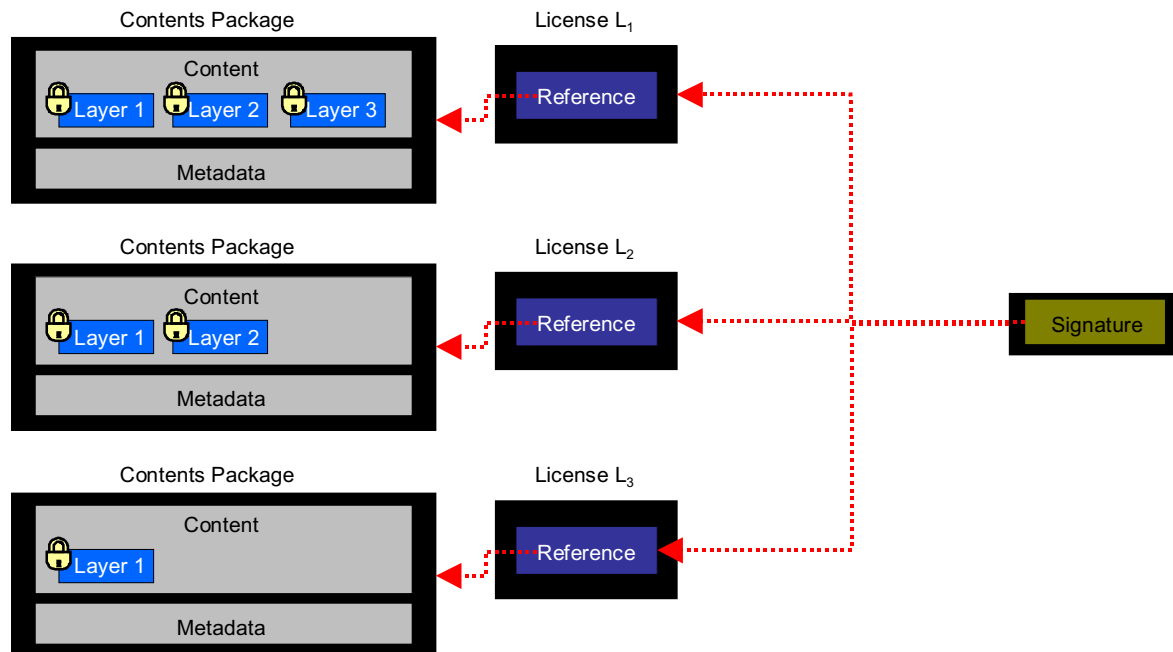 Contents Package
License L₁
Content
Layer 1
Layer 2
Layer 3
Reference
Metadata
Contents Package
License L₂
Content
Layer 1
Layer 2
Reference
Signature
Metadata
Contents Package
License L₃
Content
Layer 1
Reference
Metadata